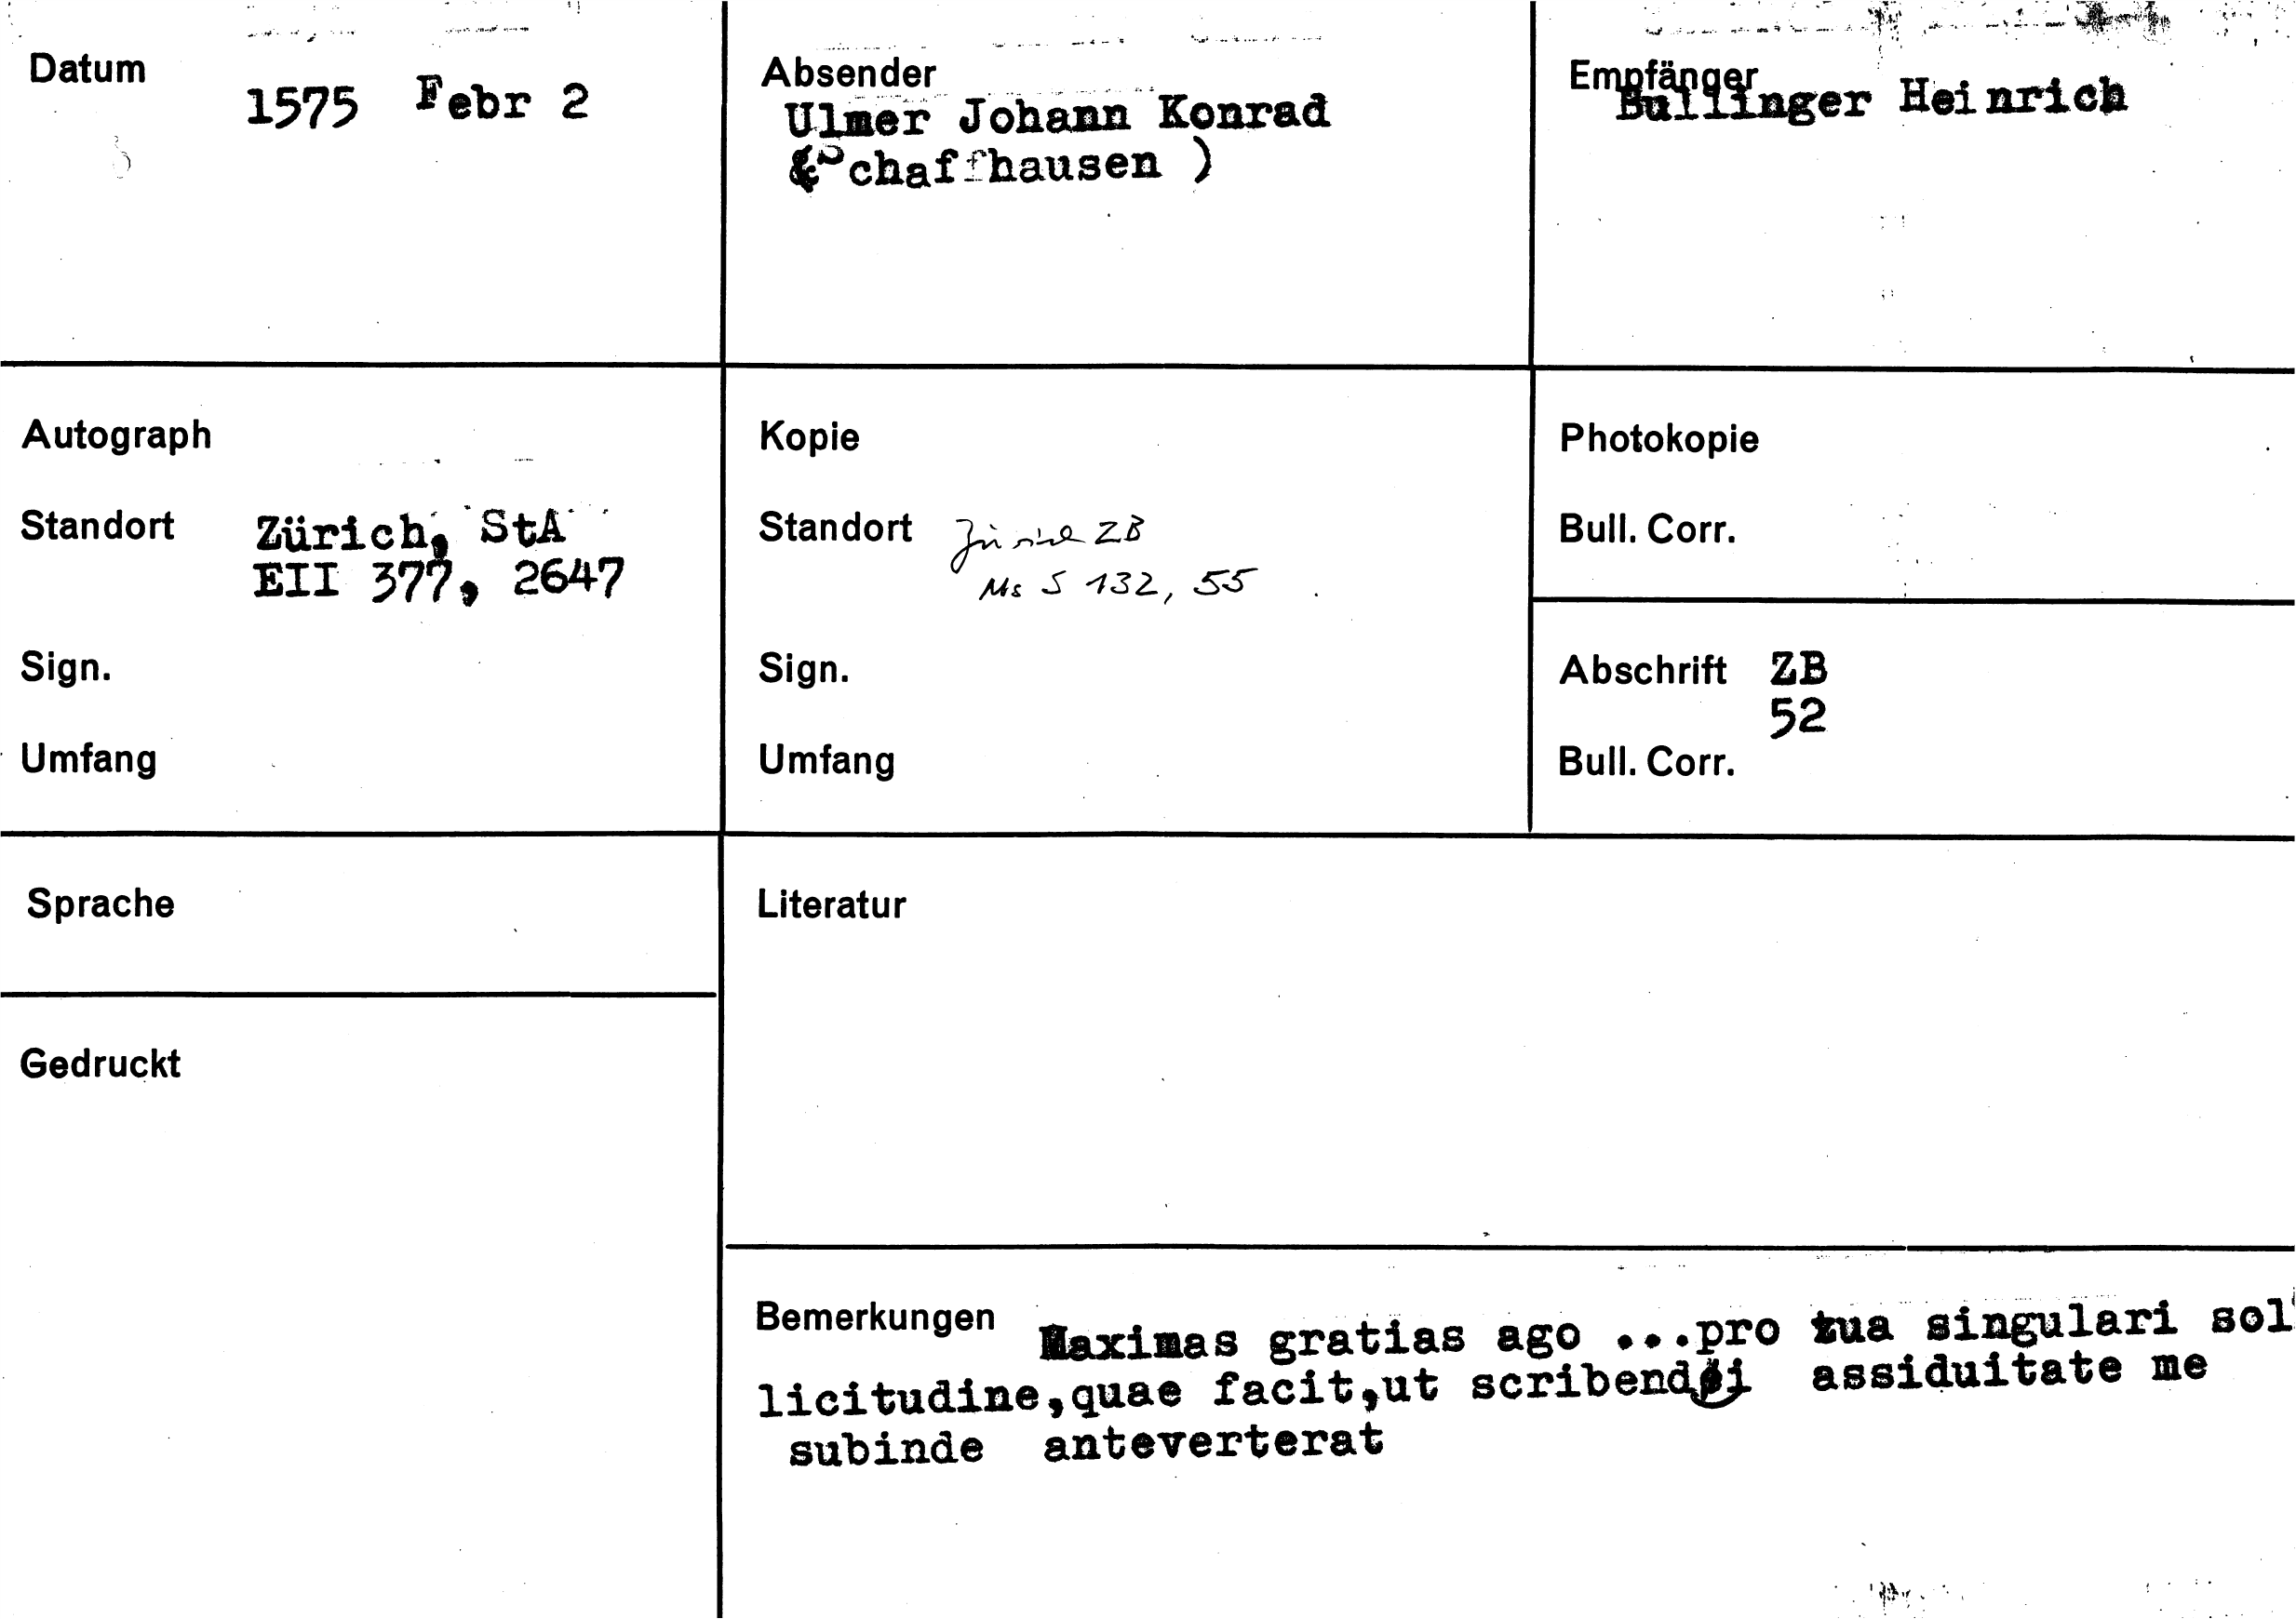 Datum
1575 Febr 2
Absender
Ulmer Johann Konrad
(Schaffhausen )
Empfänger
Bullinger Heinrich
Autograph
Standort Zürich, StA
EII 377, 2647
Sign.
Umfang
Kopie
Standort Zürich ZB
Ms S 132, 55
Sign.
Umfang
Photokopie
Bull. Corr.
Abschrift ZB
52
Bull. Corr.
Sprache
Literatur
Gedruckt
Bemerkungen Maximas gratias ago ...pro tua singulari sol
licitudine,quae facit,ut scribendi assiduitate me
subinde anteverterat